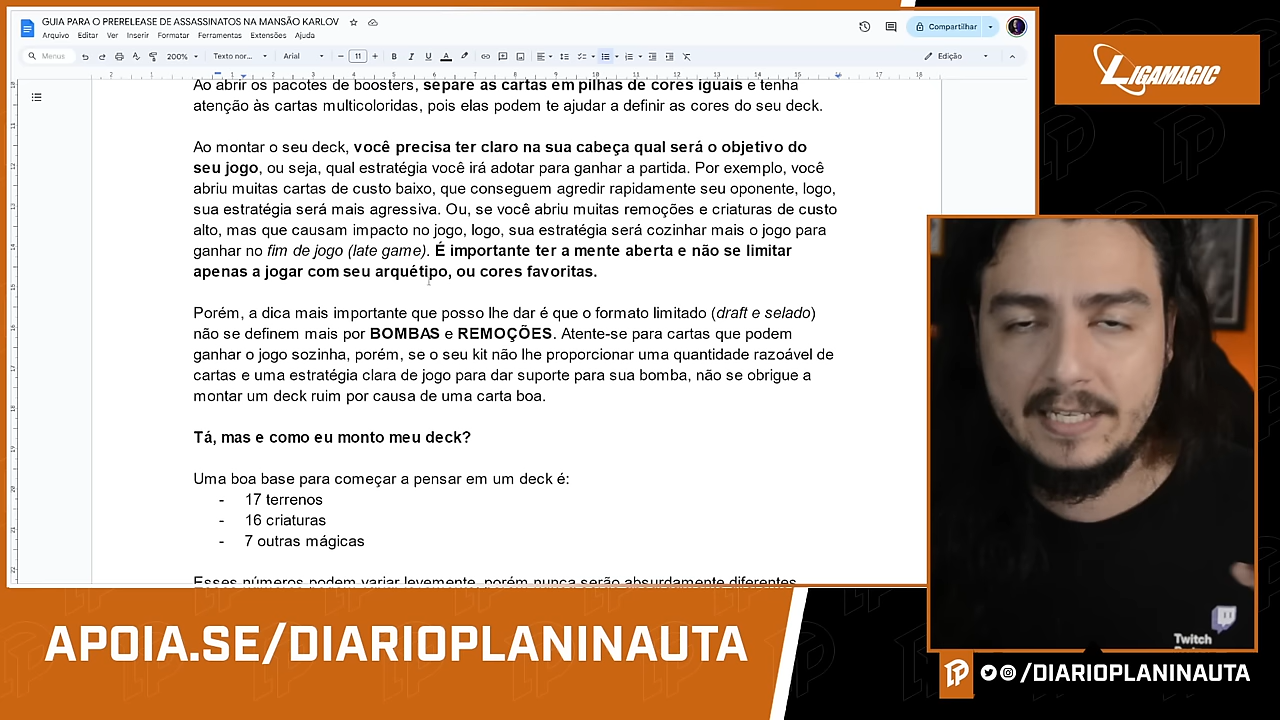 GUIA PARA O PRERELEASE DE ASSASSINATOS NA MANSÃO KARLOV
Arquivo Editar Ver Inserir Formatar Ferramentas Extensões Ajuda
Compartilhar
Menus
200%
Texto nor...
Arial
11
Edição
Ao abrir os pacotes de boosters, separe as cartas em pilhas de cores iguais e tenha
atenção às cartas multicoloridas, pois elas podem te ajudar a definir as cores do seu deck.
Ao montar o seu deck, você precisa ter claro na sua cabeça qual será o objetivo do
seu jogo, ou seja, qual estratégia você irá adotar para ganhar a partida. Por exemplo, você
abriu muitas cartas de custo baixo, que conseguem agredir rapidamente seu oponente, logo,
sua estratégia será mais agressiva. Ou, se você abriu muitas remoções e criaturas de custo
alto, mas que causam impacto no jogo, logo, sua estratégia será cozinhar mais o jogo para
ganhar no fim de jogo (late game). É importante ter a mente aberta e não se limitar
apenas a jogar com seu arquétipo, ou cores favoritas.
Porém, a dica mais importante que posso lhe dar é que o formato limitado (draft e selado)
não se definem mais por BOMBAS e REMOÇÕES. Atente-se para cartas que podem
ganhar o jogo sozinha, porém, se o seu kit não lhe proporcionar uma quantidade razoável de
cartas e uma estratégia clara de jogo para dar suporte para sua bomba, não se obrigue a
montar um deck ruim por causa de uma carta boa.
Tá, mas e como eu monto meu deck?
Uma boa base para começar a pensar em um deck é:
- 17 terrenos
- 16 criaturas
- 7 outras mágicas
Esses números podem variar levemente, porém nunca serão absurdamente diferentes
LIGAMAGIC
Twitch
APOIA.SE/DIARIOPLANINAUTA
/DIARIOPLANINAUTA